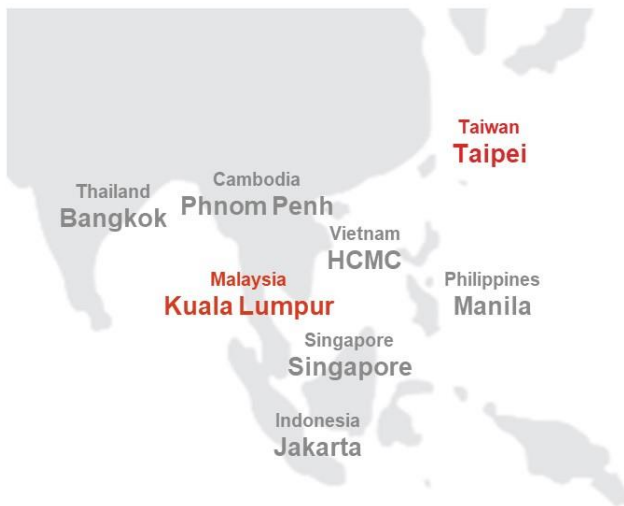 Taiwan
Taipei
Thailand
Bangkok
Cambodia
Phnom Penh
Vietnam
HCMC
Malaysia
Kuala Lumpur
Philippines
Manila
Singapore
Singapore
Indonesia
Jakarta